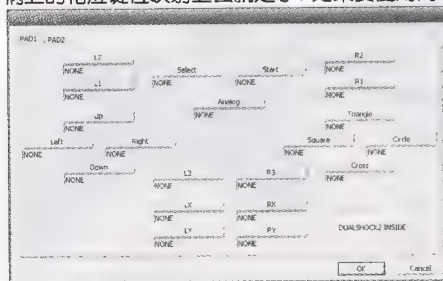 PAD1 PAD2
L2 R2
NONE Select Start NONE
L1 NONE NONE R1
NONE Analog NONE
Up NONE Triangle
NONE NONE
Left Right Square Circle
NONE NONE NONE NONE
Down Cross
NONE L3 R3 NONE
NONE NONE
LX RX
NONE NONE DUALSHOCK2 INSIDE
LY
NONE NONE
Cancel